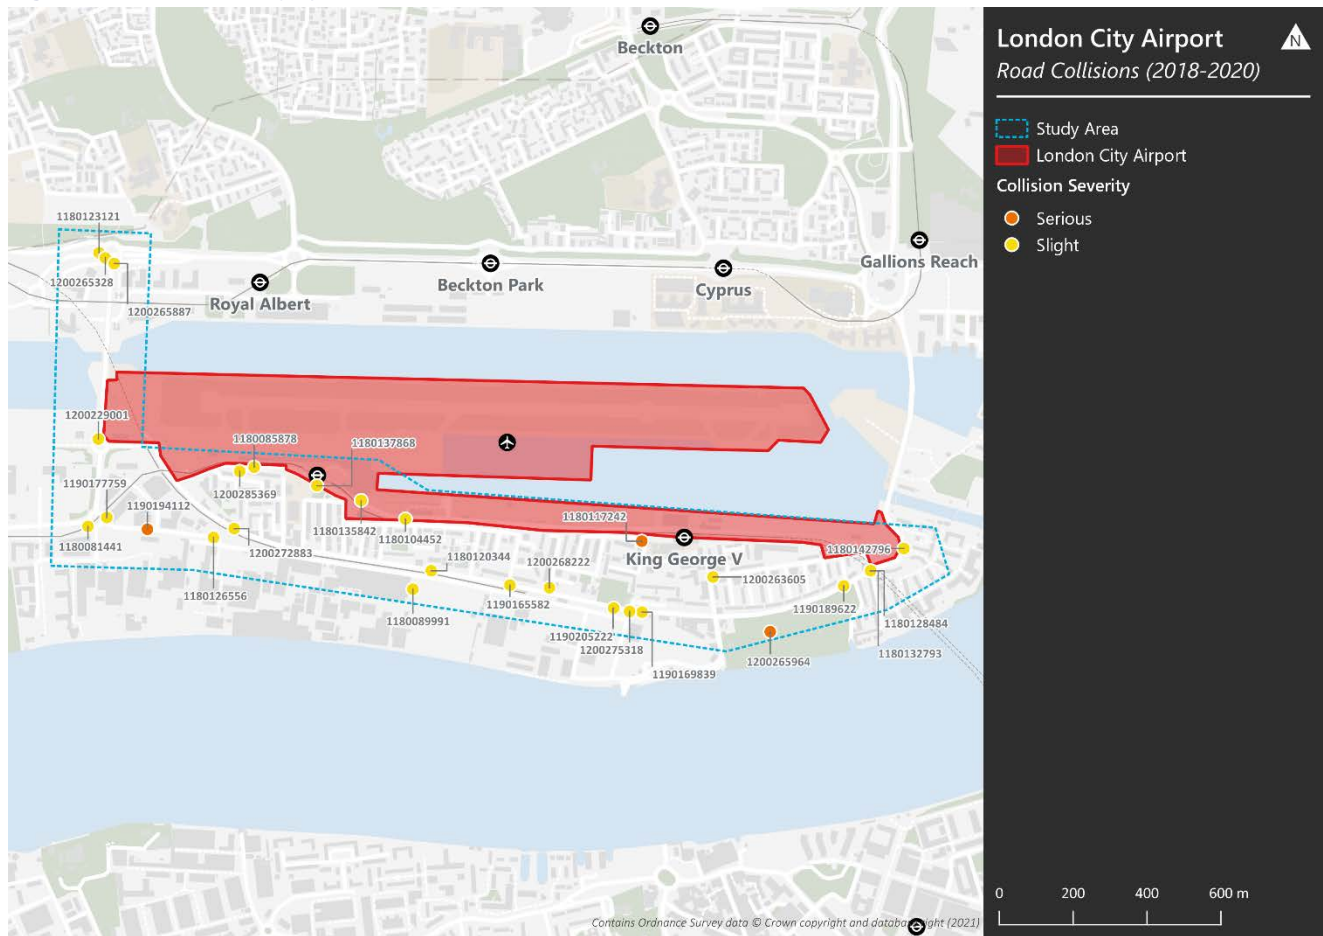 Beckton
London City Airport
N
Road Collisions (2018-2020)
Study Area
London City Airport
Collision Severity
Serious
Slight
1180123121
1200265328
1200265887
Royal Albert
Beckton Park
Cyprus
Gallions Reach
1200229001
1180085878
1180137868
1190177759
1190194112
1200285369
1180081441
1200272883
1180135842
1180104452
1180117242
King George V
1180142796
1180126556
1180120344
1200268222
1200263605
1190165582
1180089991
1190189622
1180128484
1190205222
1200275318
1190169839
1200265964
1180132793
0 200 400 600 m
Contains Ordnance Survey data © Crown copyright and database right (2021)